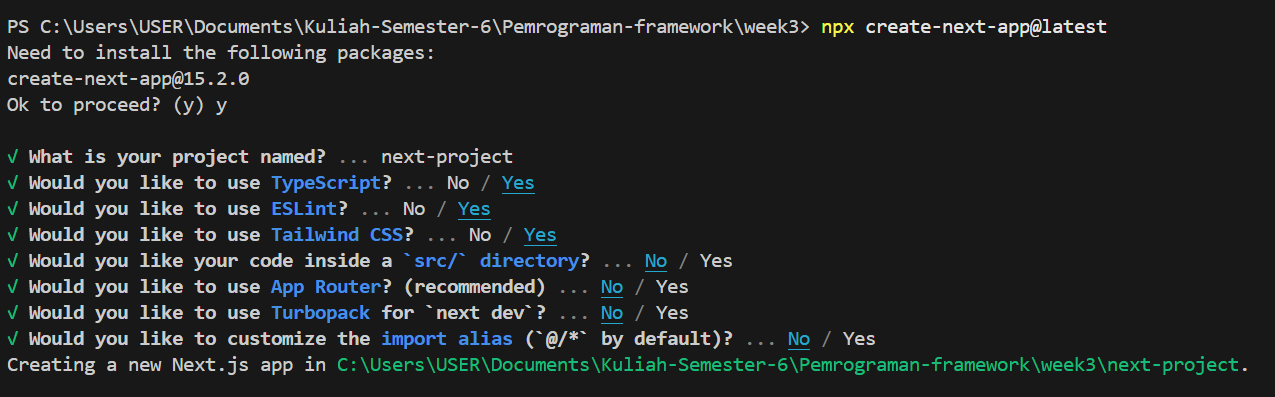 PS C:\Users\USER\Documents\Kuliah-Semester-6\Pemrograman-framework\week3> npx create-next-app@latest
Need to install the following packages:
create-next-app@15.2.0
Ok to proceed? (y) y
√ What is your project named? ... next-project
√ Would you like to use TypeScript? ... No / Yes
√ Would you like to use ESLint? ... No / Yes
√ Would you like to use Tailwind CSS? ... No / Yes
√ Would you like your code inside a `src/` directory? ... No / Yes
√ Would you like to use App Router? (recommended) ... No / Yes
√ Would you like to use Turbopack for `next dev`? ... No / Yes
√ Would you like to customize the import alias (`@/*` by default)? ... No / Yes
Creating a new Next.js app in C:\Users\USER\Documents\Kuliah-Semester-6\Pemrograman-framework\week3\next-project.